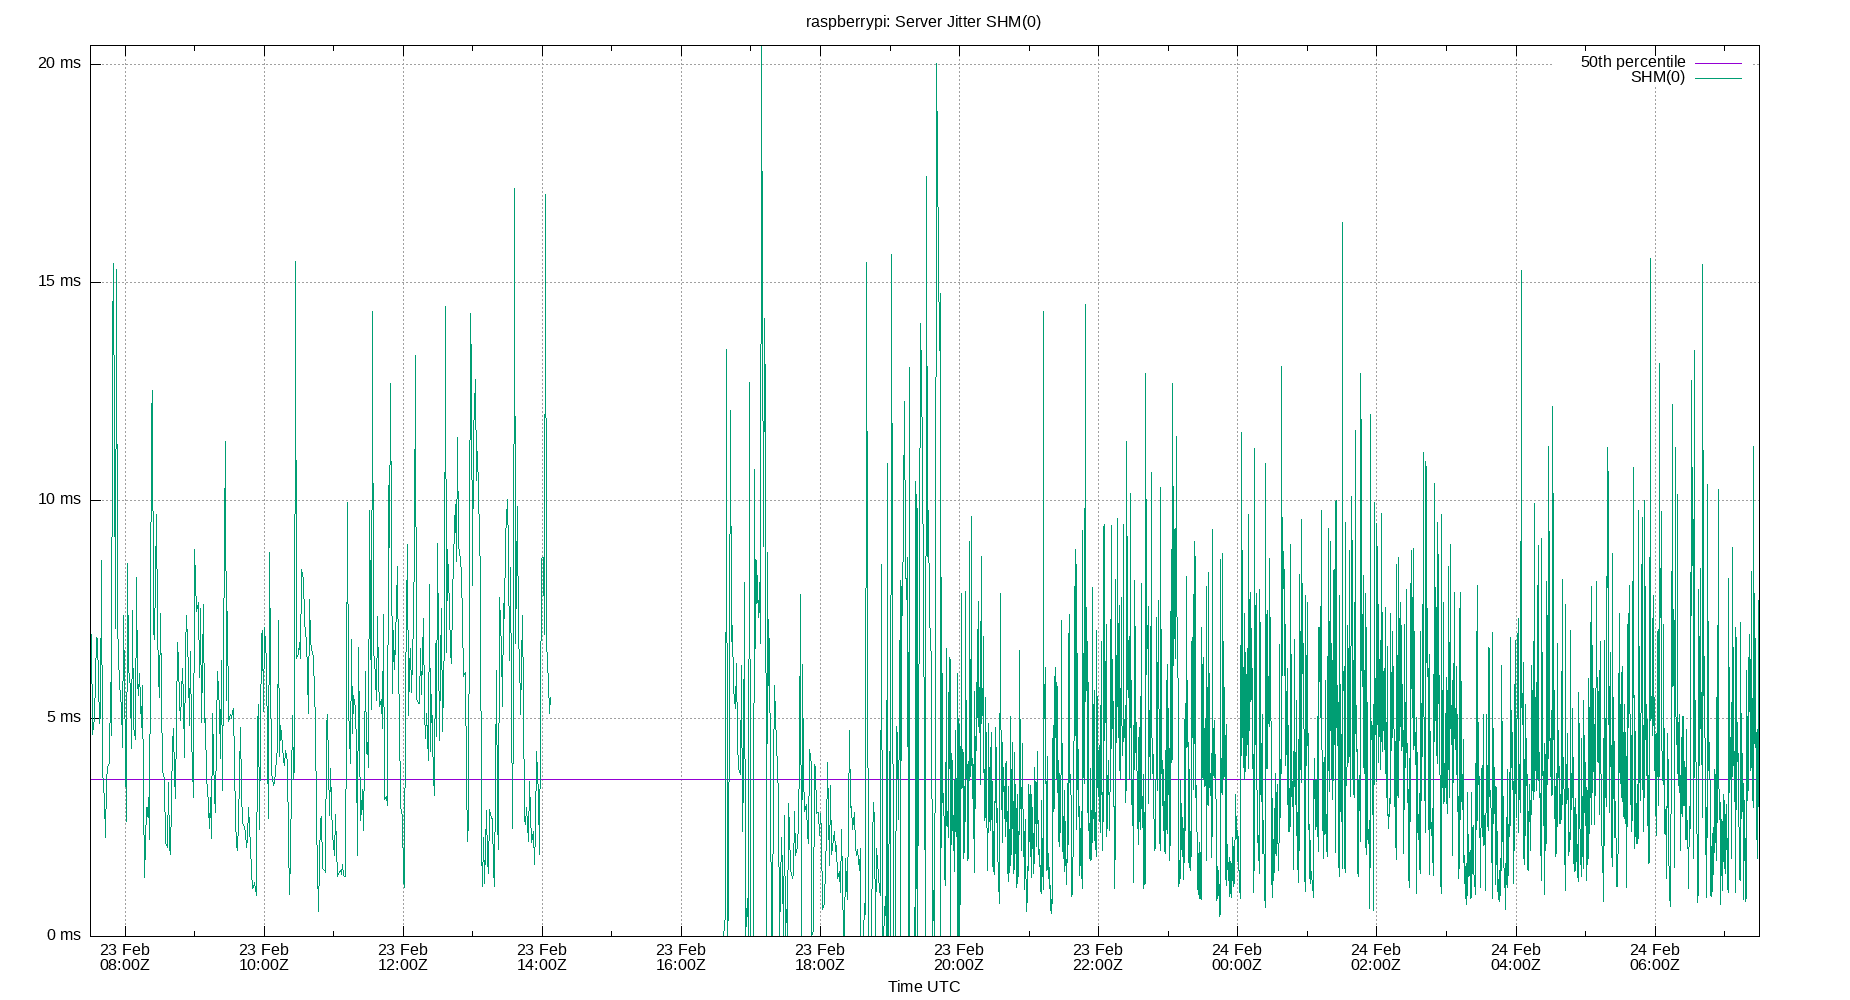 raspberrypi: Server Jitter SHM(0)
50th percentile
SHM(0)
20 ms
15 ms
10 ms
5 ms
0 ms
23 Feb 23 Feb 23 Feb 23 Feb 23 Feb 23 Feb 23 Feb 23 Feb 24 Feb 24 Feb 24 Feb 24 Feb
08:00Z 10:00Z 12:00Z 14:00Z 16:00Z 18:00Z 20:00Z 22:00Z 00:00Z 02:00Z 04:00Z 06:00Z
Time UTC